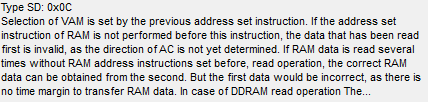 Type SD: 0x0C
Selection of VAM is set by the previous address set instruction. If the address set
instruction of RAM is not performed before this instruction, the data that has been read
first is invalid, as the direction of AC is not yet determined. If RAM data is read several
times without RAM address instructions set before, read operation, the correct RAM
data can be obtained from the second. But the first data would be incorrect, as there is
no time margin to transfer RAM data. In case of DDRAM read operation The...